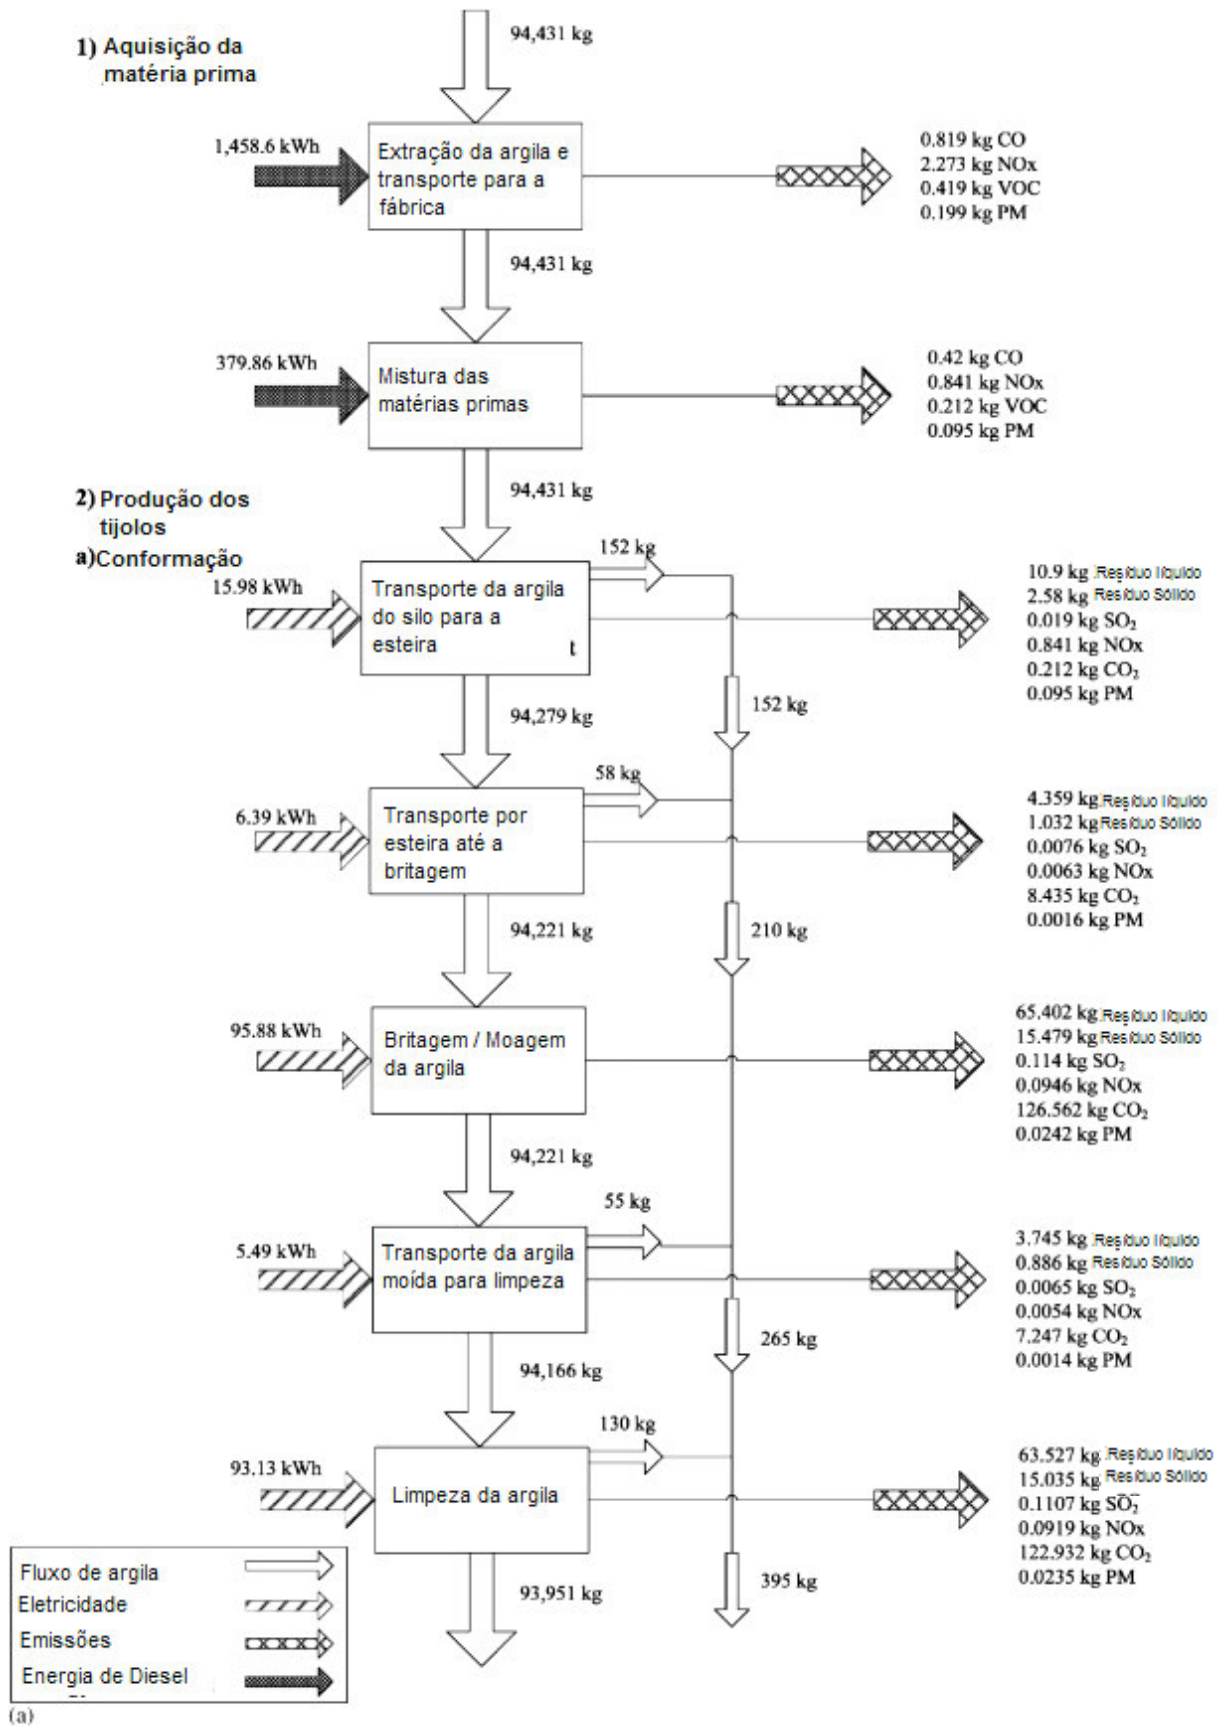 94,431 kg
1) Aquisição da
matéria prima
1,458.6 kWh
Extração da argila e
transporte para a
fábrica
0.819 kg CO
2.273 kg NOx
0.419 kg VOC
0.199 kg PM
94,431 kg
379.86 kWh
Mistura das
matérias primas
0.42 kg CO
0.841 kg NOx
0.212 kg VOC
0.095 kg PM
94,431 kg
2) Produção dos
tijolos
a)Conformação
152 kg
15.98 kWh
Transporte da argila
do silo para a
esteira t
10.9 kg Resíduo líquido
2.58 kg Resíduo Sólido
0.019 kg SO₂
0.841 kg NOx
0.212 kg CO₂
0.095 kg PM
152 kg
94,279 kg
58 kg
6.39 kWh
Transporte por
esteira até a
britagem
4.359 kg Resíduo líquido
1.032 kg Resíduo Sólido
0.0076 kg SO₂
0.0063 kg NOx
8.435 kg CO₂
0.0016 kg PM
94,221 kg
210 kg
95.88 kWh
Britagem / Moagem
da argila
65.402 kg Resíduo líquido
15.479 kg Resíduo Sólido
0.114 kg SO₂
0.0946 kg NOx
126.562 kg CO₂
0.0242 kg PM
94,221 kg
55 kg
5.49 kWh
Transporte da argila
moída para limpeza
3.745 kg Resíduo líquido
0.886 kg Resíduo Sólido
0.0065 kg SO₂
0.0054 kg NOx
7.247 kg CO₂
0.0014 kg PM
265 kg
94,166 kg
130 kg
93.13 kWh
Limpeza da argila
63.527 kg Resíduo líquido
15.035 kg Resíduo Sólido
0.1107 kg SO₂
0.0919 kg NOx
122.932 kg CO₂
0.0235 kg PM
93,951 kg
395 kg
Fluxo de argila
Eletricidade
Emissões
Energia de Diesel
(a)